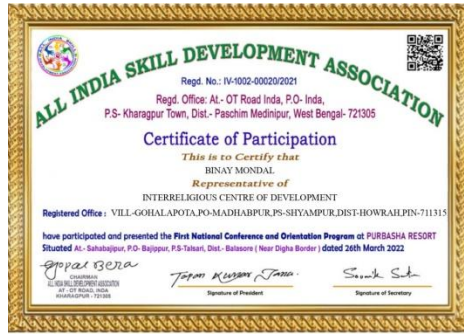 ALL INDIA SKILL DEVELOPMENT ASSOCIATION
Regd. No.: IV-1002-00020/2021
Regd. Office: At.- OT Road Inda, P.O- Inda,
P.S- Kharagpur Town, Dist.- Paschim Medinipur, West Bengal- 721305
Certificate of Participation
This is to Certify that
BINAY MONDAL
Representative of
INTERRELIGIOUS CENTRE OF DEVELOPMENT
Registered Office : VILL-GOHALAPOTA,PO-MADHABPUR,PS-SHYAMPUR,DIST-HOWRAH,PIN-711315
have participated and presented the First National Conference and Orientation Program at PURBASHA RESORT
Situated At.- Sahabajipur, P.O- Bajippur, P.S-Talsari, Dist.- Balasore ( Near Digha Border ) dated 26th March 2022
Gopal Bera
CHAIRMAN
ALL INDIA SKILL DEVELOPMENT ASSOCIATION
AT - OT ROAD, INDA
KHARAGPUR - 721305
Tapan Kumar Jana.
Signature of President
Signature of Secretary